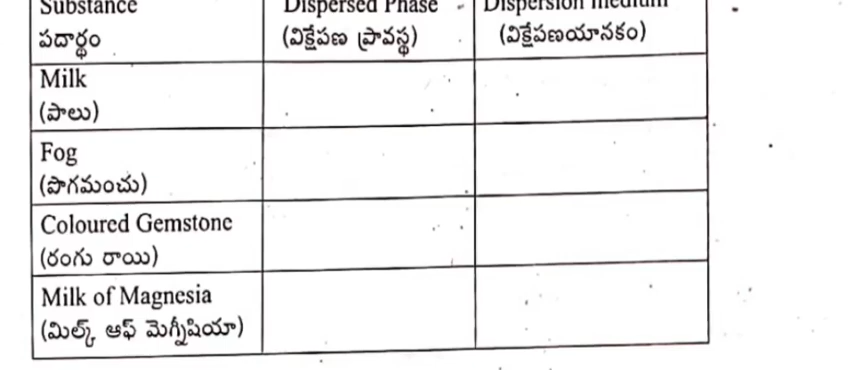 Substance
పదార్థం
Dispersed Phase
(విక్షేపణ ప్రావస్థ)
Dispersion medium
(విక్షేపణయానకం)
Milk
(పాలు)
Fog
(పొగమంచు)
Coloured Gemstone
(రంగు రాయి)
Milk of Magnesia
(మిల్క్ ఆఫ్ మెగ్నీషియా)